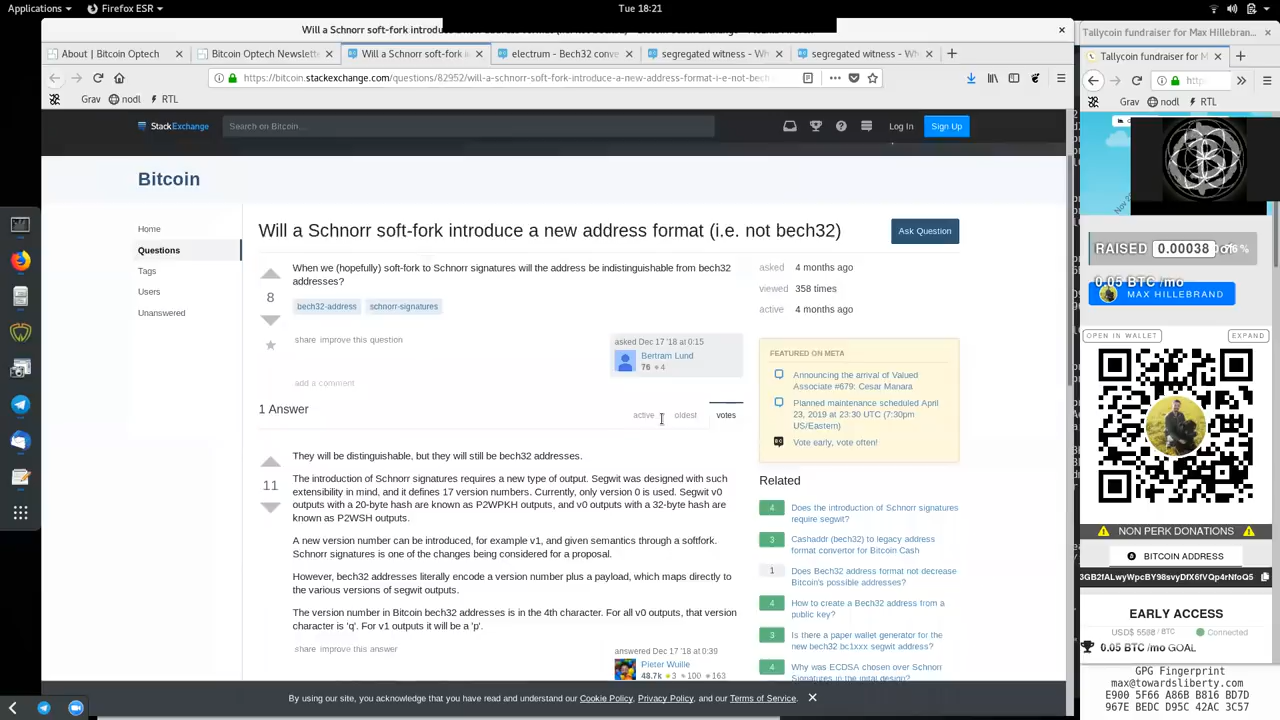 Applications
Firefox ESR
Tue 18:21
Will a Schnorr soft-fork introdu
Tallycoin fundraiser for Max Hillebran…
About | Bitcoin Optech
Bitcoin Optech Newslette
Will a Schnorr soft-fork in
electrum - Bech32 conve
segregated witness - Wh
segregated witness - Wh
Tallycoin fundraiser for M
https://bitcoin.stackexchange.com/questions/82952/will-a-schnorr-soft-fork-introduce-a-new-address-format-i-e-not-bech
Grav
nodl
RTL
Grav
nodl
RTL
StackExchange
Search on Bitcoin…
Log In
Sign Up
Bitcoin
Home
Questions
Tags
Users
Unanswered
Will a Schnorr soft-fork introduce a new address format (i.e. not bech32)
Ask Question
8
When we (hopefully) soft-fork to Schnorr signatures will the address be indistinguishable from bech32
addresses?
bech32-address
schnorr-signatures
share improve this question
asked Dec 17 '18 at 0:15
Bertram Lund
76 4
add a comment
1 Answer
active
oldest
votes
11
They will be distinguishable, but they will still be bech32 addresses.
The introduction of Schnorr signatures requires a new type of output. Segwit was designed with such
extensibility in mind, and it defines 17 version numbers. Currently, only version 0 is used. Segwit v0
outputs with a 20-byte hash are known as P2WPKH outputs, and v0 outputs with a 32-byte hash are
known as P2WSH outputs.
A new version number can be introduced, for example v1, and given semantics through a softfork.
Schnorr signatures is one of the changes being considered for a proposal.
However, bech32 addresses literally encode a version number plus a payload, which maps directly to
the various versions of segwit outputs.
The version number in Bitcoin bech32 addresses is in the 4th character. For all v0 outputs, that version
character is 'q'. For v1 outputs it will be a 'p'.
share improve this answer
answered Dec 17 '18 at 0:39
Pieter Wuille
48.7k 3 100 163
asked 4 months ago
viewed 358 times
active 4 months ago
FEATURED ON META
Announcing the arrival of Valued
Associate #679: Cesar Manara
Planned maintenance scheduled April
23, 2019 at 23:30 UTC (7:30pm
US/Eastern)
Vote early, vote often!
Related
4 Does the introduction of Schnorr signatures
require segwit?
3 Cashaddr (bech32) to legacy address
format convertor for Bitcoin Cash
1 Does Bech32 address format not decrease
Bitcoin's possible addresses?
4 How to create a Bech32 address from a
public key?
3 Is there a paper wallet generator for the
new bech32 bc1xxx segwit address?
4 Why was ECDSA chosen over Schnorr
Signatures in the initial design?
By using our site, you acknowledge that you have read and understand our Cookie Policy, Privacy Policy, and our Terms of Service.
RAISED 0.00038
0.05 BTC /mo
MAX HILLEBRAND
OPEN IN WALLET
EXPAND
NON PERK DONATIONS
BITCOIN ADDRESS
3GB2fALwyWpcBY98svyDfX6fVQp4rNfoQ5
EARLY ACCESS
USD$ 5588 / BTC
Connected
0.05 BTC /mo GOAL
GPG Fingerprint
max@towardsliberty.com
E900 5F66 A86B B816 BD7D
967E BEDC D95C 42AC 3C57